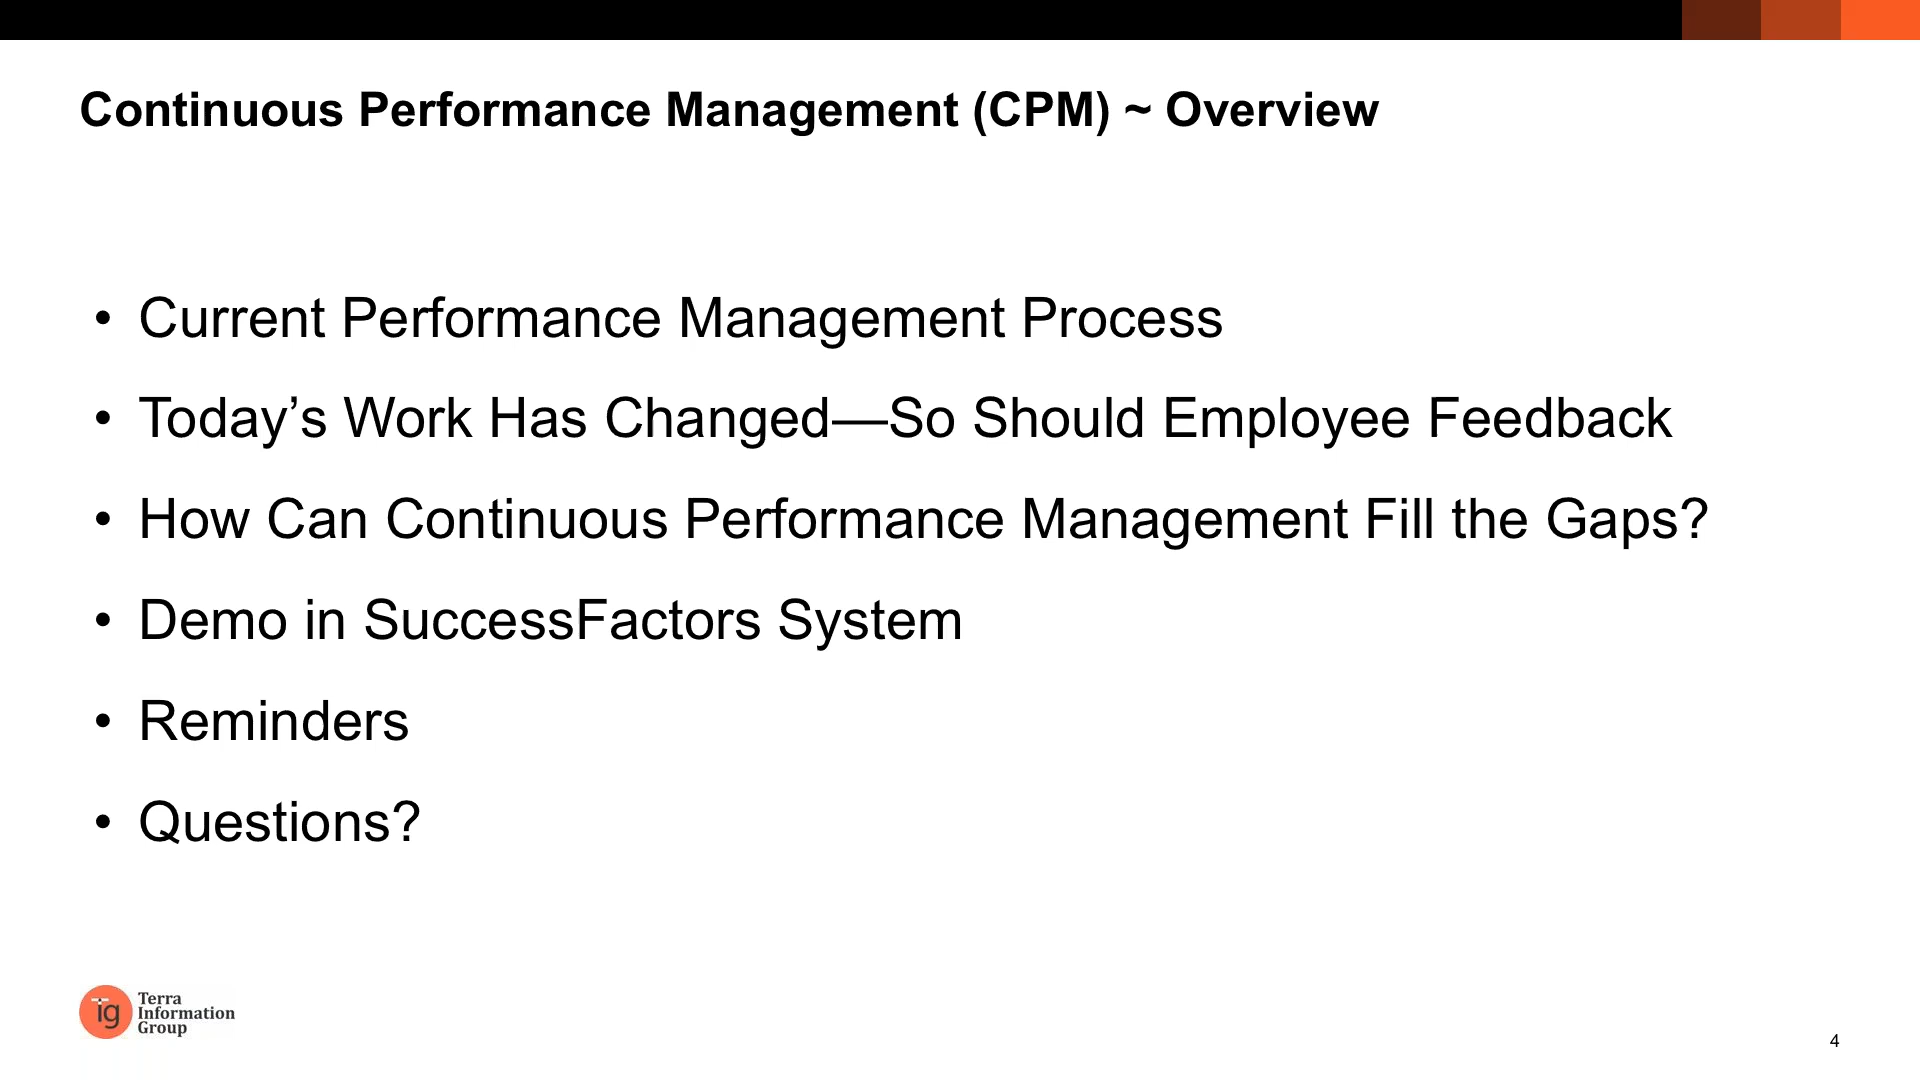 Continuous Performance Management (CPM) ~ Overview
• Current Performance Management Process
• Today’s Work Has Changed—So Should Employee Feedback
• How Can Continuous Performance Management Fill the Gaps?
• Demo in SuccessFactors System
• Reminders
• Questions?
Tig
Terra
Information
Group
4